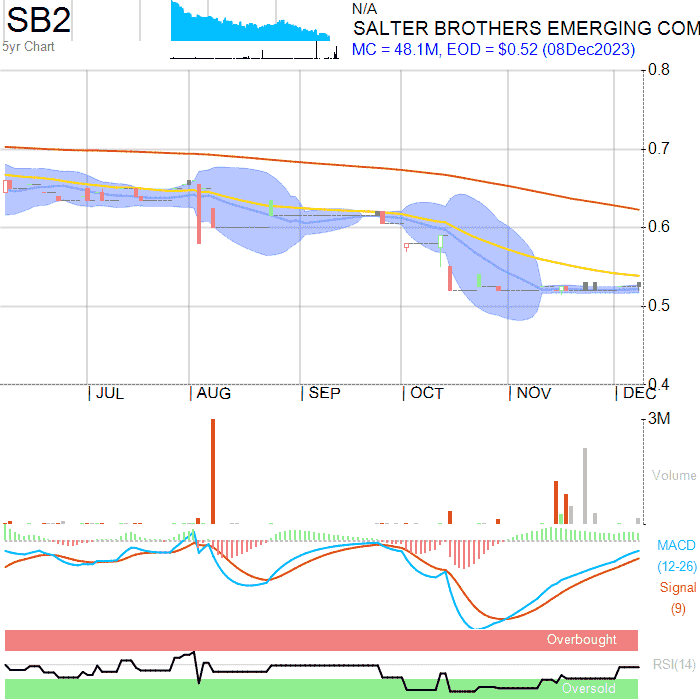 SB2
5yr Chart
N/A
SALTER BROTHERS EMERGING COM
MC = 48.1M, EOD = $0.52 (08Dec2023)
0.8
0.7
0.6
0.5
0.4
JUL AUG SEP OCT NOV DEC
3M
Volume
MACD
(12-26)
Signal
(9)
Overbought
RSI(14)
Oversold